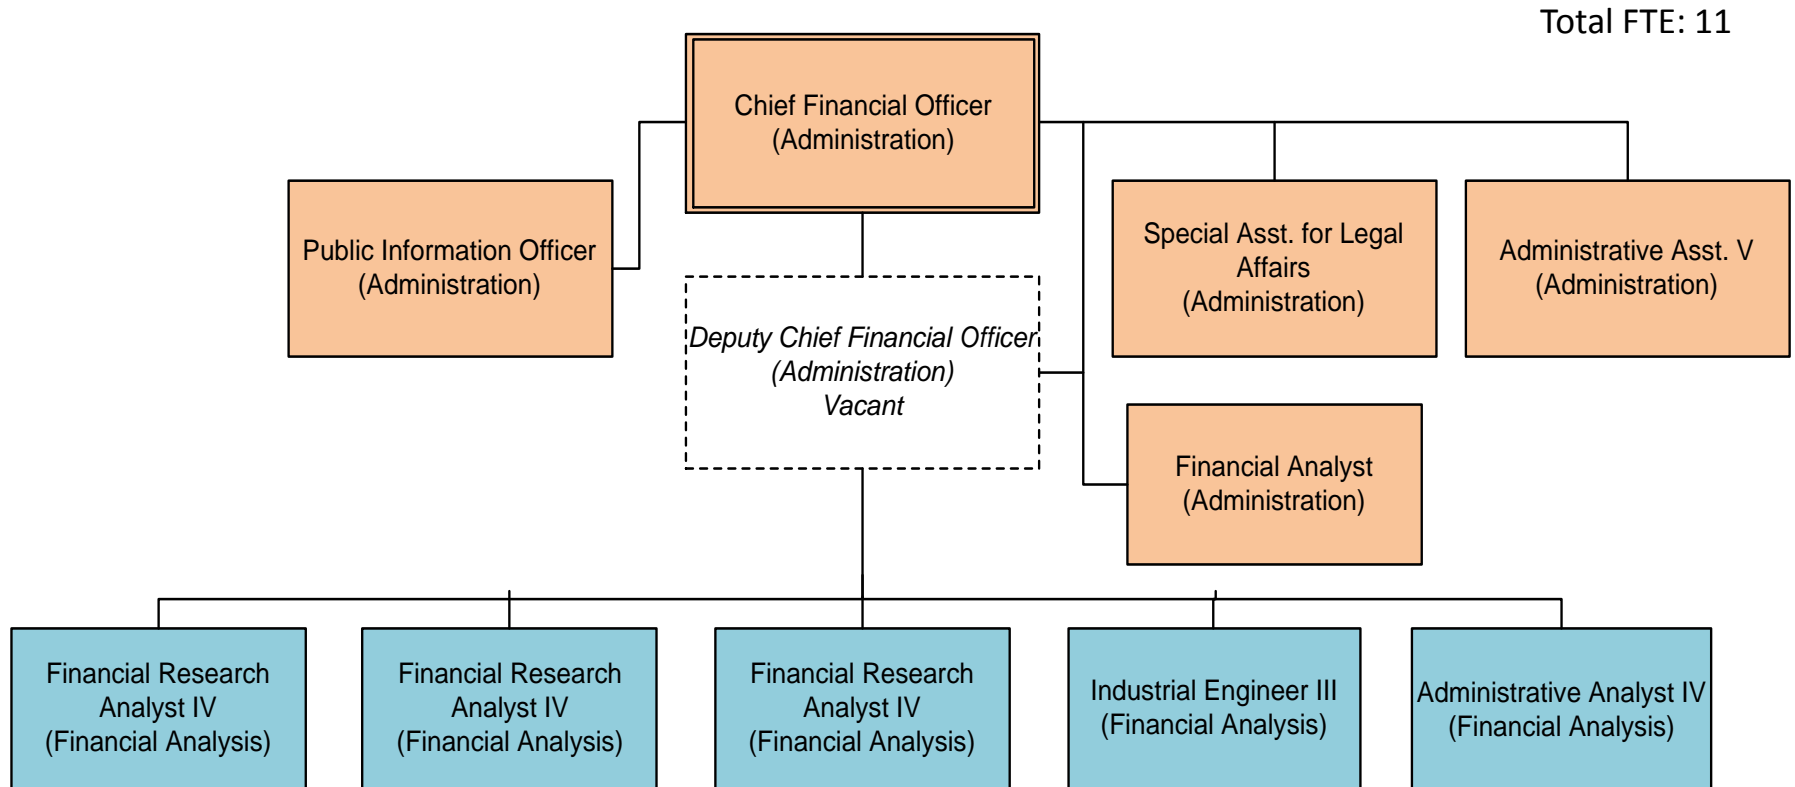 Total FTE: 11
Chief Financial Officer
(Administration)
Public Information Officer
(Administration)
Special Asst. for Legal
Affairs
(Administration)
Administrative Asst. V
(Administration)
Deputy Chief Financial Officer
(Administration)
Vacant
Financial Analyst
(Administration)
Financial Research
Analyst IV
(Financial Analysis)
Financial Research
Analyst IV
(Financial Analysis)
Financial Research
Analyst IV
(Financial Analysis)
Industrial Engineer III
(Financial Analysis)
Administrative Analyst IV
(Financial Analysis)